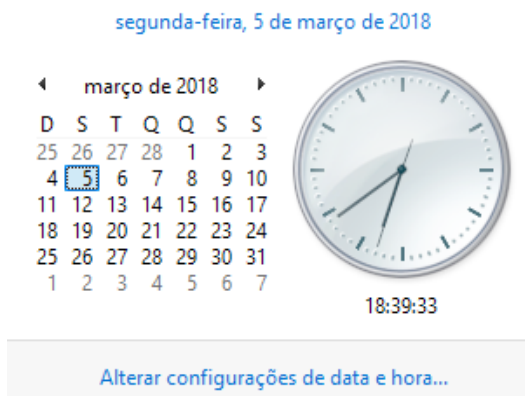 segunda-feira, 5 de março de 2018
março de 2018
D S T Q Q S S
25 26 27 28 1 2 3
4 5 6 7 8 9 10
11 12 13 14 15 16 17
18 19 20 21 22 23 24
25 26 27 28 29 30 31
1 2 3 4 5 6 7
18:39:33
Alterar configurações de data e hora...